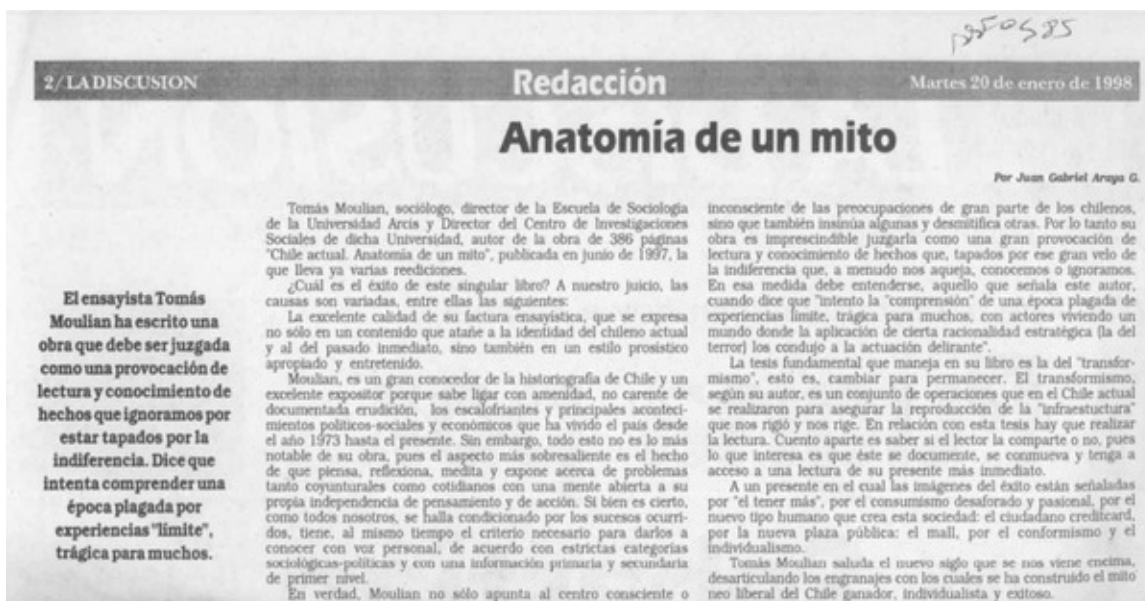 2/LA DISCUSION
Redacción
Martes 20 de enero de 1998
Anatomía de un mito
Por Juan Gabriel Araya G.
El ensayista Tomás
Moulian ha escrito una
obra que debe ser juzgada
como una provocación de
lectura y conocimiento de
hechos que ignoramos por
estar tapados por la
indiferencia. Dice que
intenta comprender una
época plagada por
experiencias "límite",
trágica para muchos.
Tomás Moulian, sociólogo, director de la Escuela de Sociología
de la Universidad Arcis y Director del Centro de Investigaciones
Sociales de dicha Universidad, autor de la obra de 386 páginas
"Chile actual. Anatomía de un mito", publicada en junio de 1997, la
que lleva ya varias reediciones.
¿Cuál es el éxito de este singular libro? A nuestro juicio, las
causas son variadas, entre ellas las siguientes:
La excelente calidad de su factura ensayística, que se expresa
no sólo en un contenido que atañe a la identidad del chileno actual
y al del pasado inmediato, sino también en un estilo prosístico
apropiado y entretenido.
Moulian, es un gran conocedor de la historiografía de Chile y un
excelente expositor porque sabe ligar con amenidad, no carente de
documentada erudición, los escalofriantes y principales aconteci-
mientos políticos-sociales y económicos que ha vivido el país desde
el año 1973 hasta el presente. Sin embargo, todo esto no es lo más
notable de su obra, pues el aspecto más sobresaliente es el hecho
de que piensa, reflexiona, medita y expone acerca de problemas
tanto coyunturales como cotidianos con una mente abierta a su
propia independencia de pensamiento y de acción. Si bien es cierto,
como todos nosotros, se halla condicionado por los sucesos ocurri-
dos, tiene, al mismo tiempo el criterio necesario para darlos a
conocer con voz personal, de acuerdo con estrictas categorías
sociológicas-políticas y con una información primaria y secundaria
de primer nivel.
En verdad, Moulian no sólo apunta al centro consciente o
inconsciente de las preocupaciones de gran parte de los chilenos,
sino que también insinúa algunas y desmitifica otras. Por lo tanto su
obra es imprescindible juzgarla como una gran provocación de
lectura y conocimiento de hechos que, tapados por ese gran velo de
la indiferencia que, a menudo nos aqueja, conocemos o ignoramos.
En esa medida debe entenderse, aquello que señala este autor,
cuando dice que "intento la "comprensión" de una época plagada de
experiencias límite, trágica para muchos, con actores viviendo un
mundo donde la aplicación de cierta racionalidad estratégica (la del
terror) los condujo a la actuación delirante".
La tesis fundamental que maneja en su libro es la del "transfor-
mismo", esto es, cambiar para permanecer. El transformismo,
según su autor, es un conjunto de operaciones que en el Chile actual
se realizaron para asegurar la reproducción de la "infraestuctura"
que nos rigió y nos rige. En relación con esta tesis hay que realizar
la lectura. Cuento aparte es saber si el lector la comparte o no, pues
lo que interesa es que éste se documente, se conmueva y tenga a
acceso a una lectura de su presente más inmediato.
A un presente en el cual las imágenes del éxito están señaladas
por "el tener más", por el consumismo desaforado y pasional, por el
nuevo tipo humano que crea esta sociedad: el ciudadano creditcard,
por la nueva plaza pública: el mall, por el conformismo y el
individualismo.
Tomás Moulian saluda el nuevo siglo que se nos viene encima,
desarticulando los engranajes con los cuales se ha construido el mito
neo liberal del Chile ganador, individualista y exitoso.